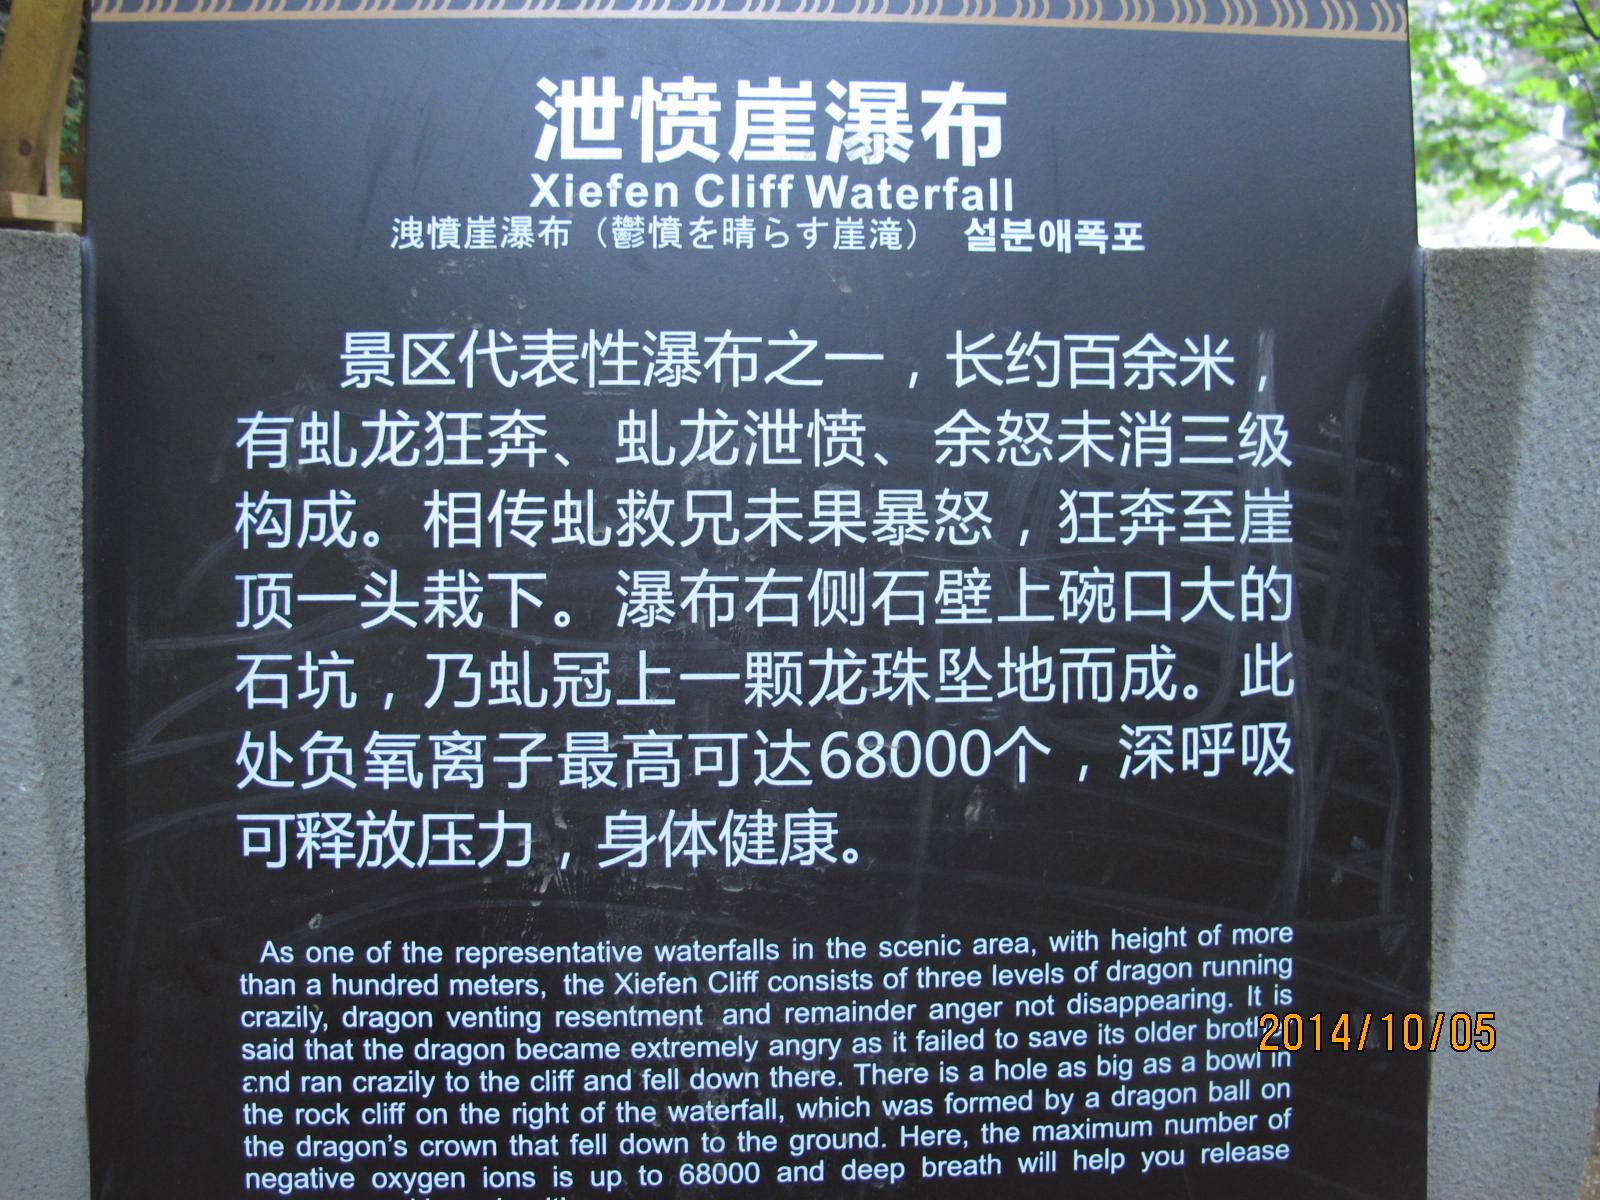 泄愤崖瀑布
Xiefen Cliff Waterfall
洩憤崖瀑布（鬱憤を晴らす崖滝） 설분애폭포
景区代表性瀑布之一，长约百余米，
有虬龙狂奔、虬龙泄愤、余怒未消三级
构成。相传虬救兄未果暴怒，狂奔至崖
顶一头栽下。瀑布右侧石壁上碗口大的
石坑，乃虬冠上一颗龙珠坠地而成。此
处负氧离子最高可达68000个，深呼吸
可释放压力，身体健康。
As one of the representative waterfalls in the scenic area, with height of more
than a hundred meters, the Xiefen Cliff consists of three levels of dragon running
crazily, dragon venting resentment and remainder anger not disappearing. It is
said that the dragon became extremely angry as it failed to save its older brother
and ran crazily to the cliff and fell down there. There is a hole as big as a bowl in
the rock cliff on the right of the waterfall, which was formed by a dragon ball on
the dragon's crown that fell down to the ground. Here, the maximum number of
negative oxygen ions is up to 68000 and deep breath will help you release
2014/10/05